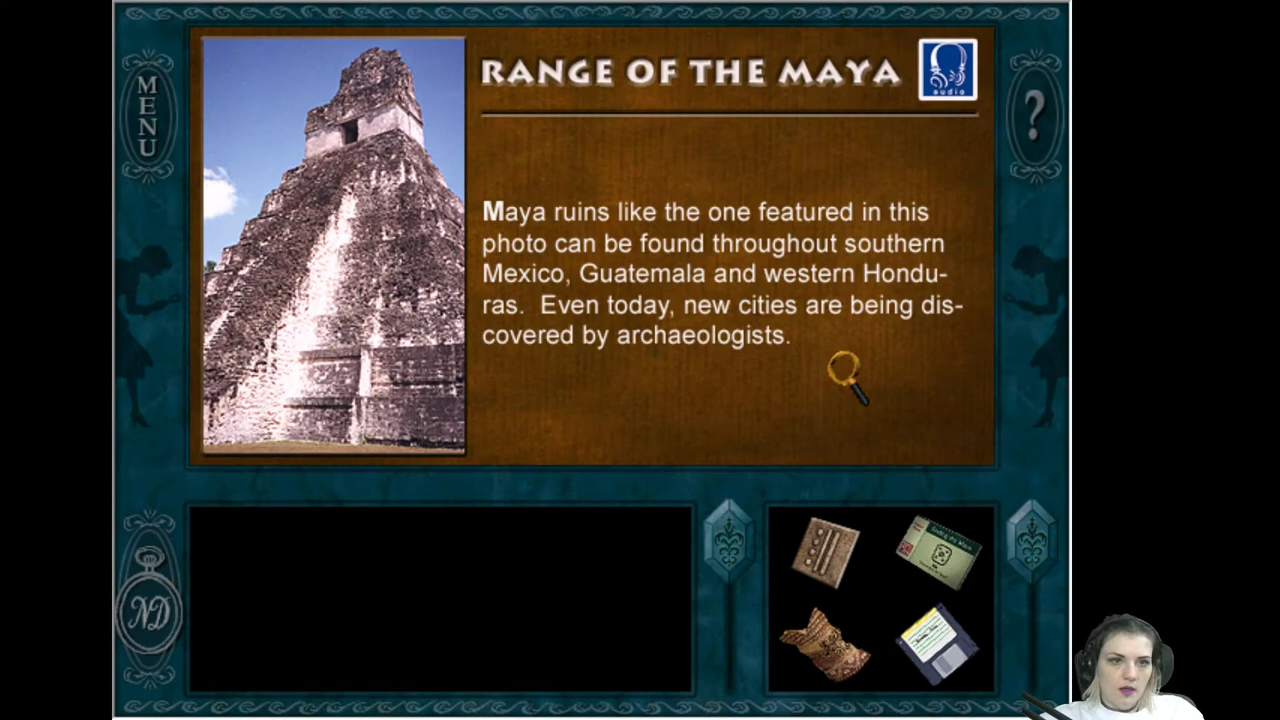 MENU
RANGE OF THE MAYA
audio
?
Maya ruins like the one featured in this
photo can be found throughout southern
Mexico, Guatemala and western Hondu-
ras.  Even today, new cities are being dis-
covered by archaeologists.
ND